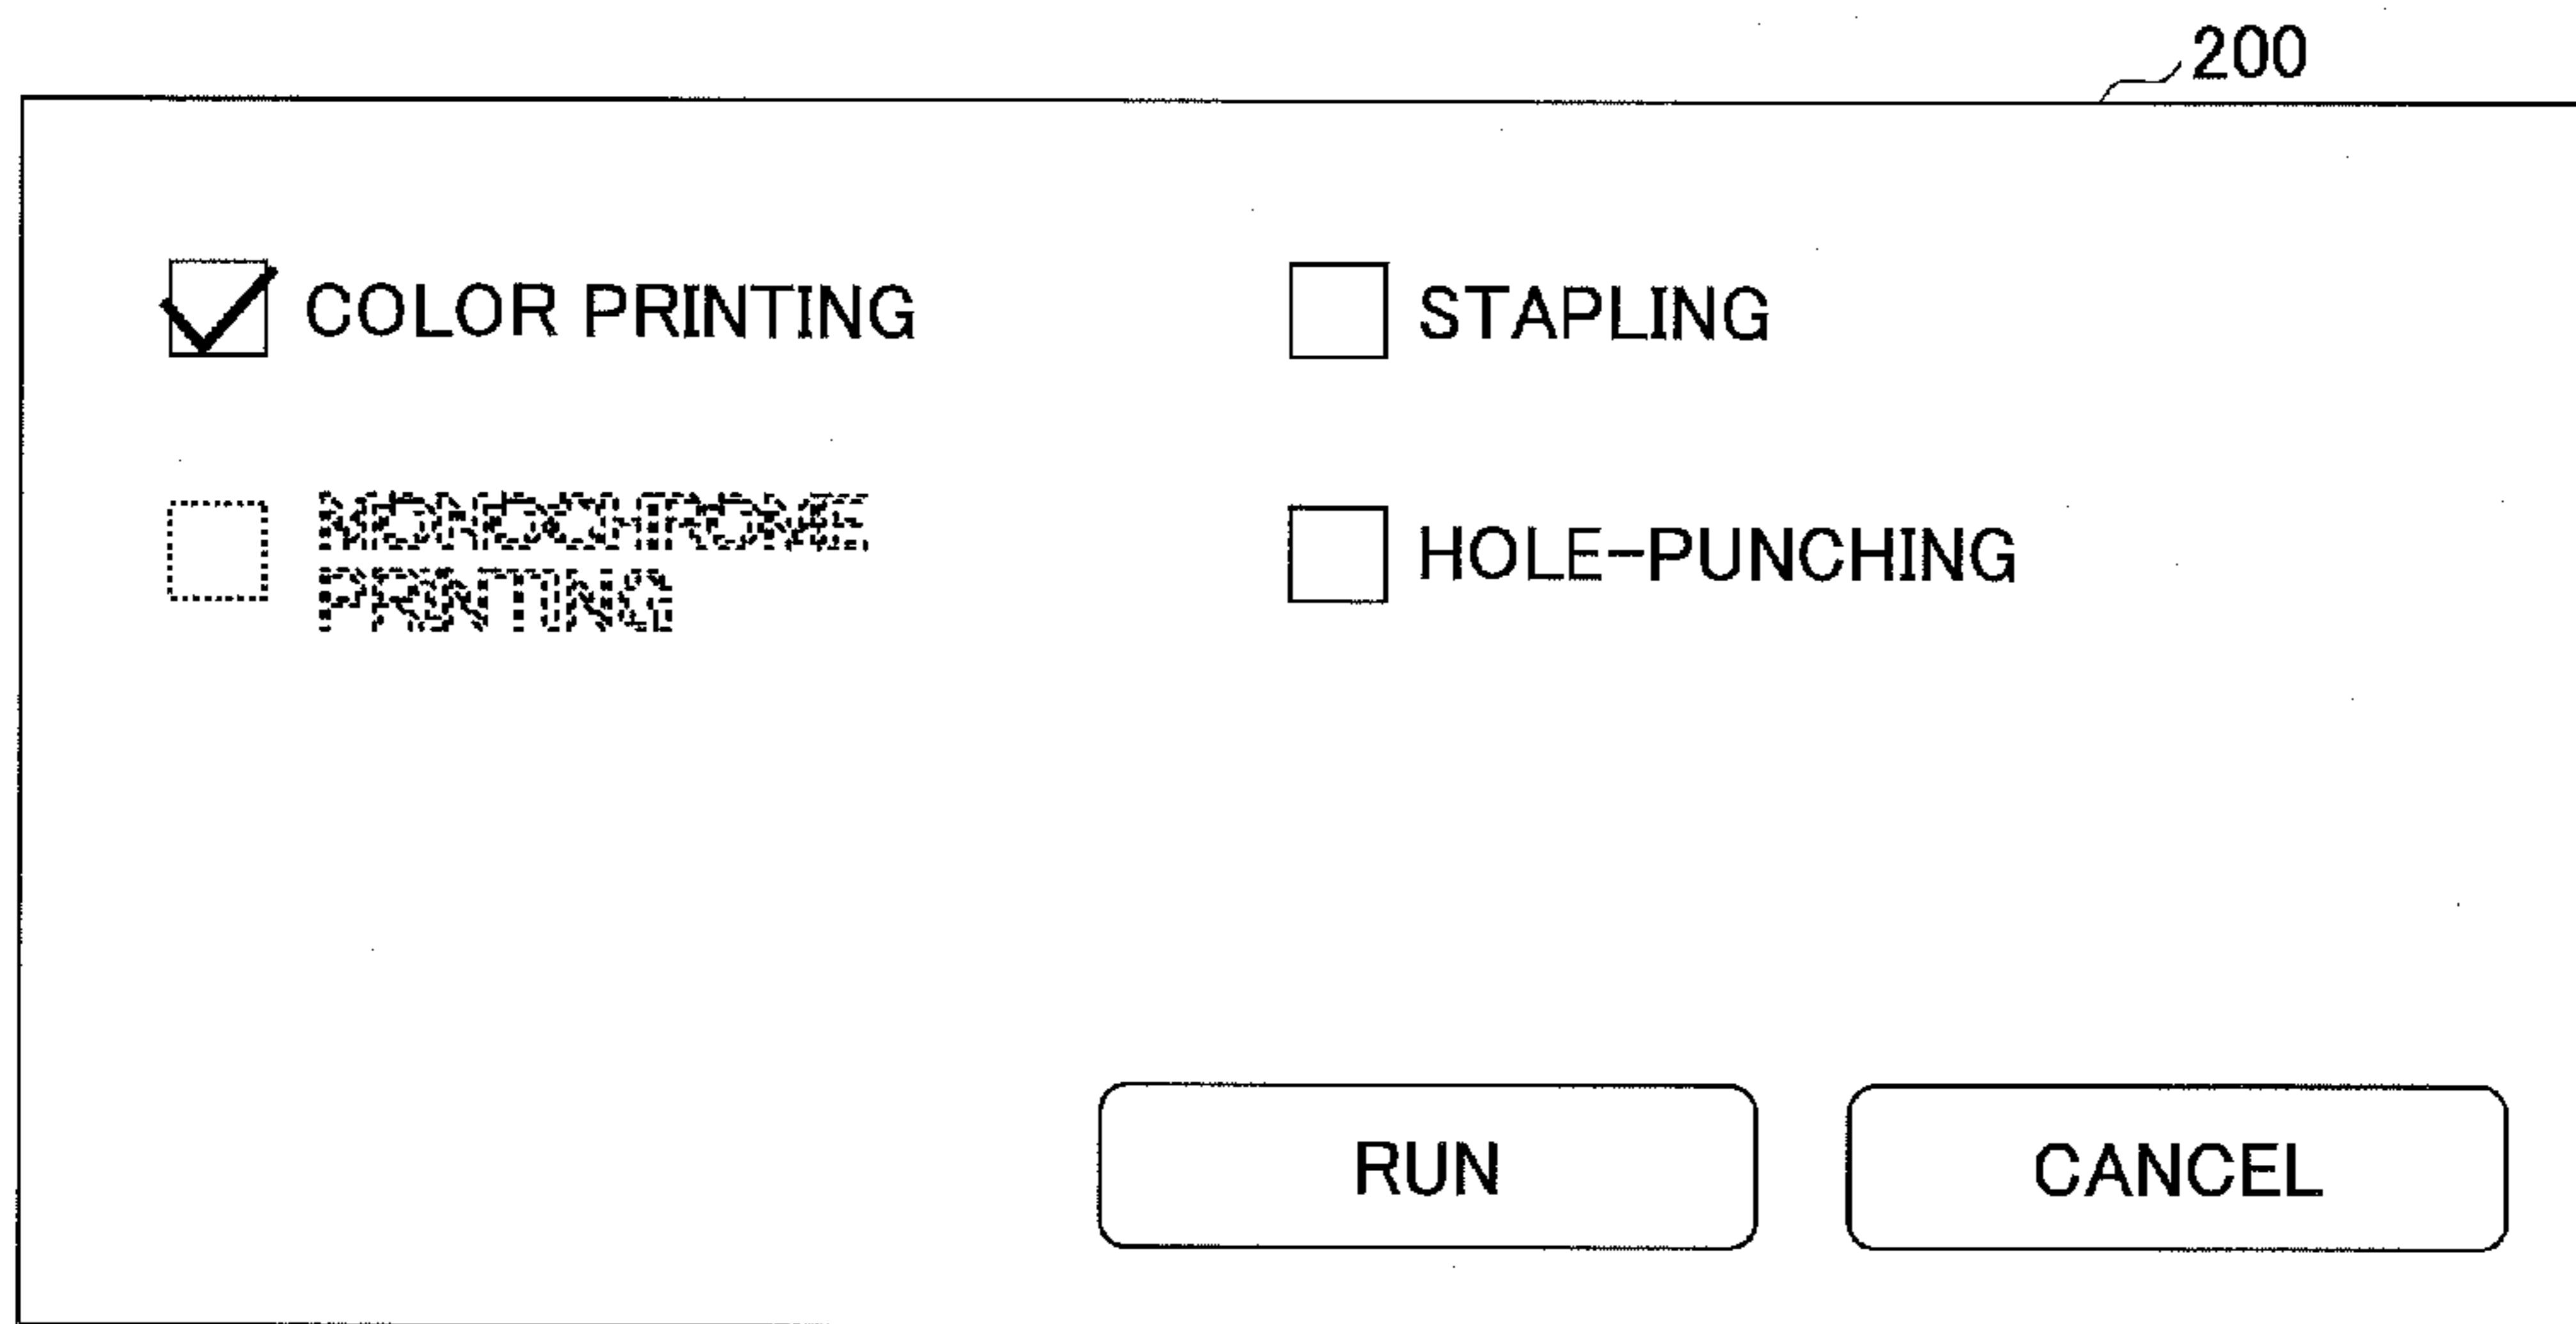 200
COLOR PRINTING
STAPLING
MONOCHROME
PRINTING
HOLE-PUNCHING
RUN
CANCEL